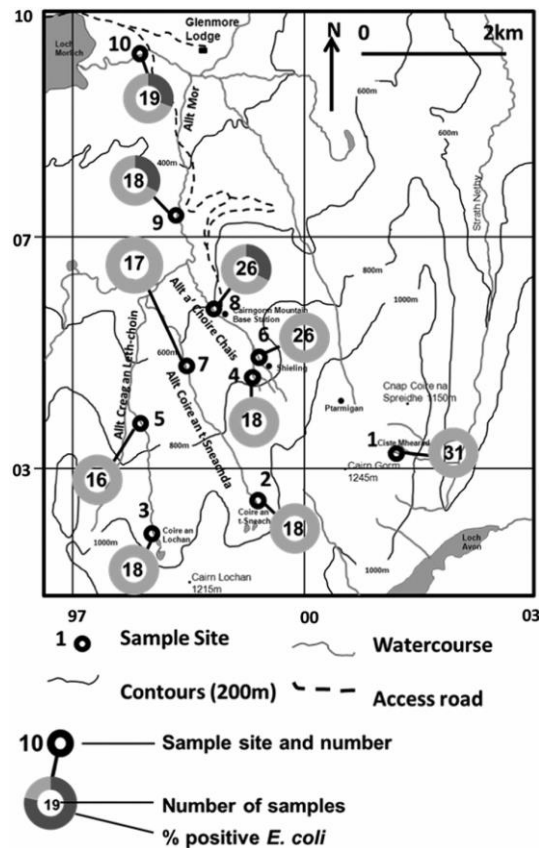 10
Glenmore
Lodge
N
0
2km
Loch
Morlich
10
19
Allt Mor
600m
600m
18
400m
9
07
17
26
800m
1000m
8
Cairngorm Mountain
Base Station
Allt a' choire Chais
6
26
Shieling
600m
7
4
18
Allt Creag an Leth-choin
Allt Coire an t-Sneachda
Strath Nethy
Ptarmigan
Cnap Coire na
Spreidhe 1150m
5
800m
16
1
Ciste Mhearad
31
03
Cairn Gorm
1245m
2
Coire an
t-Sneach
18
3
Coire an
Lochan
1000m
18
Loch
Avon
1000m
Cairn Lochan
1215m
97
00
03
1 Sample Site
Watercourse
Contours (200m)
Access road
10 Sample site and number
19 Number of samples
% positive E. coli